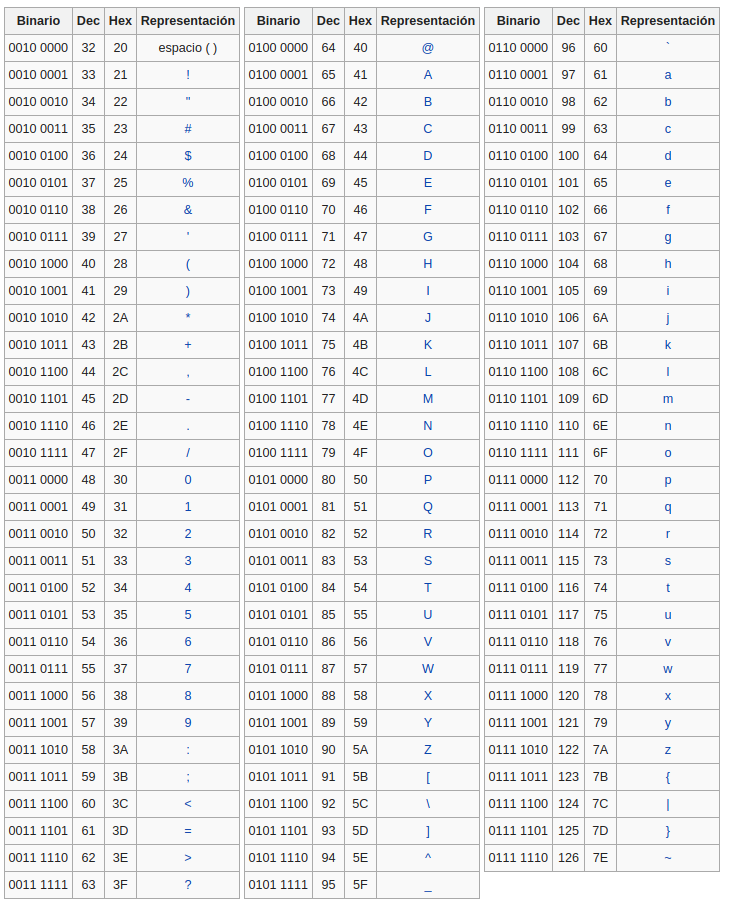 Binario Dec Hex Representación Binario Dec Hex Representación Binario Dec Hex Representación
0010 0000 32 20 espacio ( ) 0100 0000 64 40 @ 0110 0000 96 60 `
0010 0001 33 21 ! 0100 0001 65 41 A 0110 0001 97 61 a
0010 0010 34 22 " 0100 0010 66 42 B 0110 0010 98 62 b
0010 0011 35 23 # 0100 0011 67 43 C 0110 0011 99 63 c
0010 0100 36 24 $ 0100 0100 68 44 D 0110 0100 100 64 d
0010 0101 37 25 % 0100 0101 69 45 E 0110 0101 101 65 e
0010 0110 38 26 & 0100 0110 70 46 F 0110 0110 102 66 f
0010 0111 39 27 ' 0100 0111 71 47 G 0110 0111 103 67 g
0010 1000 40 28 ( 0100 1000 72 48 H 0110 1000 104 68 h
0010 1001 41 29 ) 0100 1001 73 49 I 0110 1001 105 69 i
0010 1010 42 2A * 0100 1010 74 4A J 0110 1010 106 6A j
0010 1011 43 2B + 0100 1011 75 4B K 0110 1011 107 6B k
0010 1100 44 2C , 0100 1100 76 4C L 0110 1100 108 6C l
0010 1101 45 2D - 0100 1101 77 4D M 0110 1101 109 6D m
0010 1110 46 2E . 0100 1110 78 4E N 0110 1110 110 6E n
0010 1111 47 2F / 0100 1111 79 4F O 0110 1111 111 6F o
0011 0000 48 30 0 0101 0000 80 50 P 0111 0000 112 70 p
0011 0001 49 31 1 0101 0001 81 51 Q 0111 0001 113 71 q
0011 0010 50 32 2 0101 0010 82 52 R 0111 0010 114 72 r
0011 0011 51 33 3 0101 0011 83 53 S 0111 0011 115 73 s
0011 0100 52 34 4 0101 0100 84 54 T 0111 0100 116 74 t
0011 0101 53 35 5 0101 0101 85 55 U 0111 0101 117 75 u
0011 0110 54 36 6 0101 0110 86 56 V 0111 0110 118 76 v
0011 0111 55 37 7 0101 0111 87 57 W 0111 0111 119 77 w
0011 1000 56 38 8 0101 1000 88 58 X 0111 1000 120 78 x
0011 1001 57 39 9 0101 1001 89 59 Y 0111 1001 121 79 y
0011 1010 58 3A : 0101 1010 90 5A Z 0111 1010 122 7A z
0011 1011 59 3B ; 0101 1011 91 5B [ 0111 1011 123 7B {
0011 1100 60 3C < 0101 1100 92 5C \ 0111 1100 124 7C |
0011 1101 61 3D = 0101 1101 93 5D ] 0111 1101 125 7D }
0011 1110 62 3E > 0101 1110 94 5E ^ 0111 1110 126 7E ~
0011 1111 63 3F ? 0101 1111 95 5F _